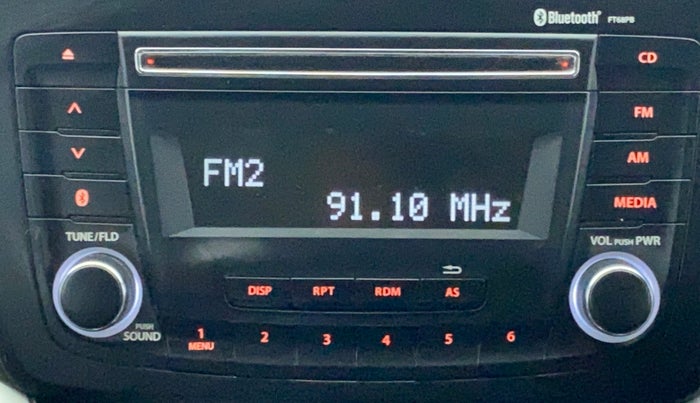 Bluetooth® FT68PB
CD
FM
AM
MEDIA
FM2
91.10 MHz
TUNE/FLD
VOL PUSH PWR
DISP RPT RDM AS
PUSH
SOUND
1 2 3 4 5 6
MENU